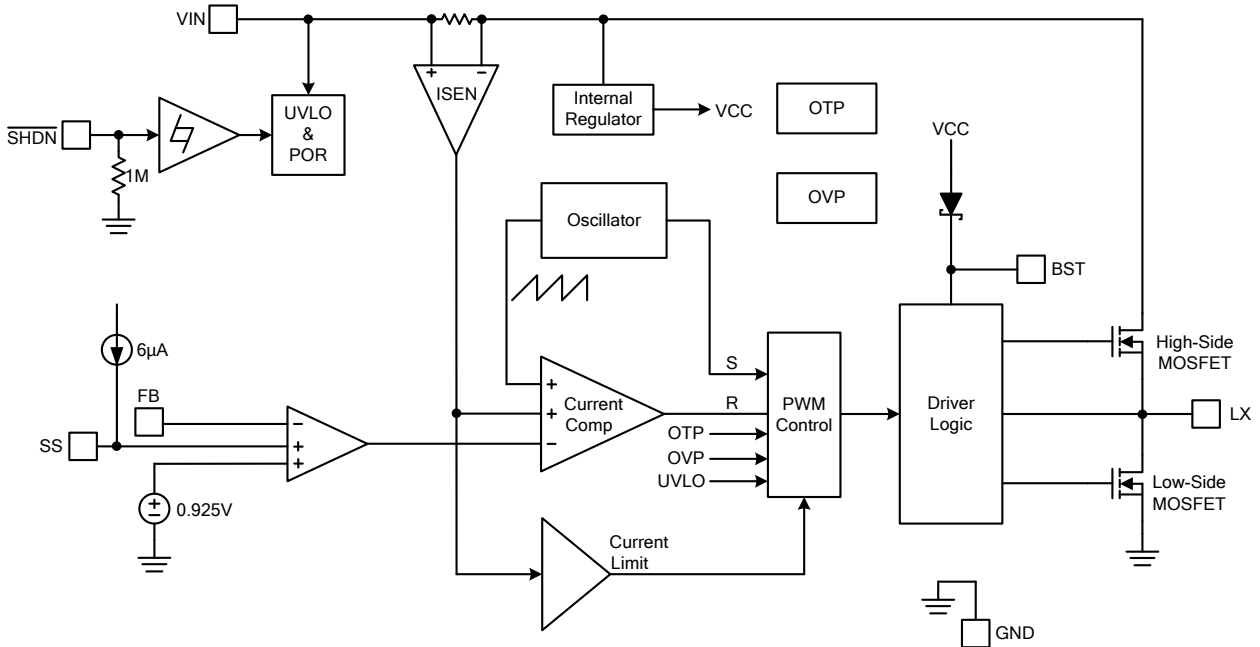 VIN
ISEN
Internal
Regulator
VCC
OTP
SHDN
UVLO
&
POR
1M
VCC
OVP
Oscillator
BST
6µA
High-Side
MOSFET
FB
S
R
Current
Comp
PWM
Control
Driver
Logic
LX
SS
OTP
OVP
UVLO
Low-Side
MOSFET
0.925V
Current
Limit
GND
+
−
−
+
+
+
+
−
+
−